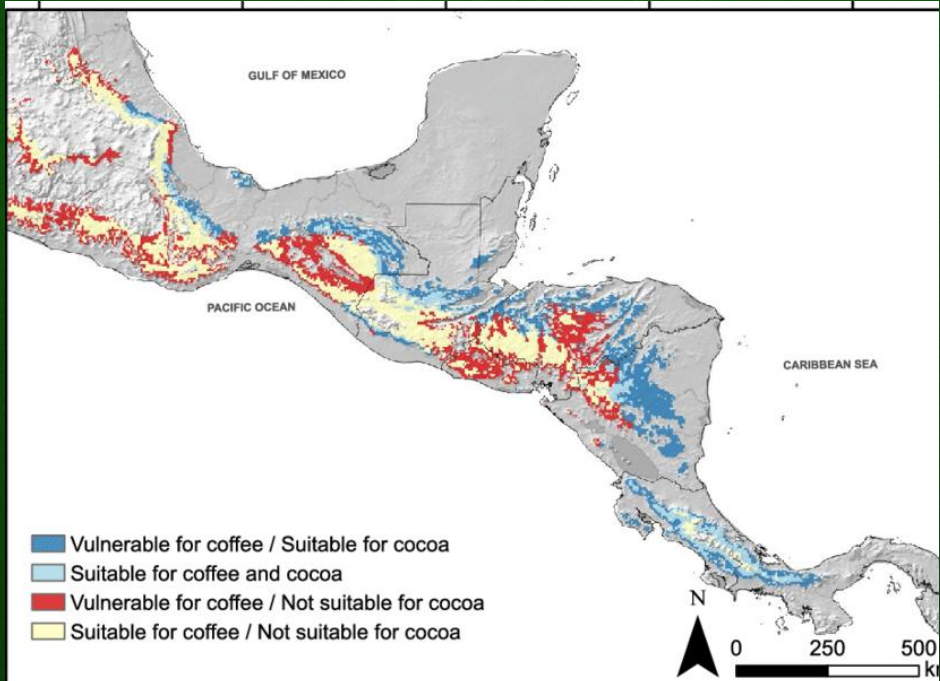 GULF OF MEXICO
PACIFIC OCEAN
CARIBBEAN SEA
Vulnerable for coffee / Suitable for cocoa
Suitable for coffee and cocoa
Vulnerable for coffee / Not suitable for cocoa
Suitable for coffee / Not suitable for cocoa
N
0 250 500
km